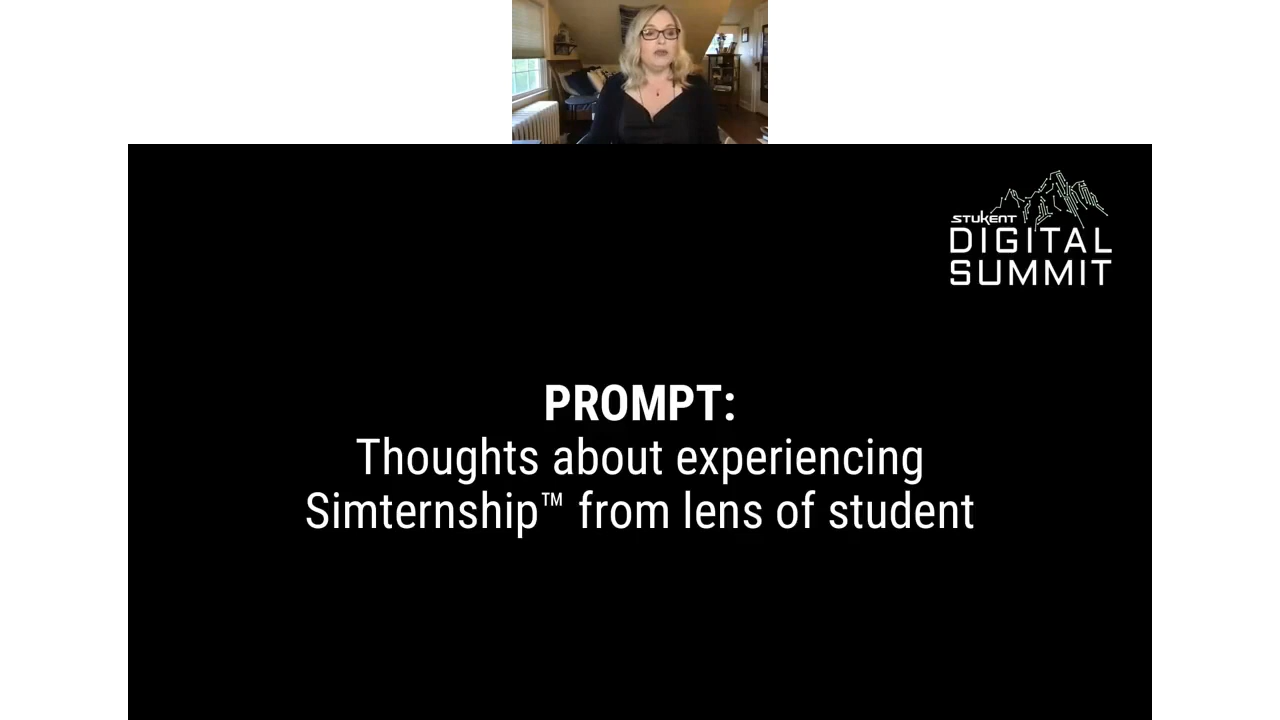 STUKENT
DIGITAL
SUMMIT
PROMPT:
Thoughts about experiencing
Simternship™ from lens of student